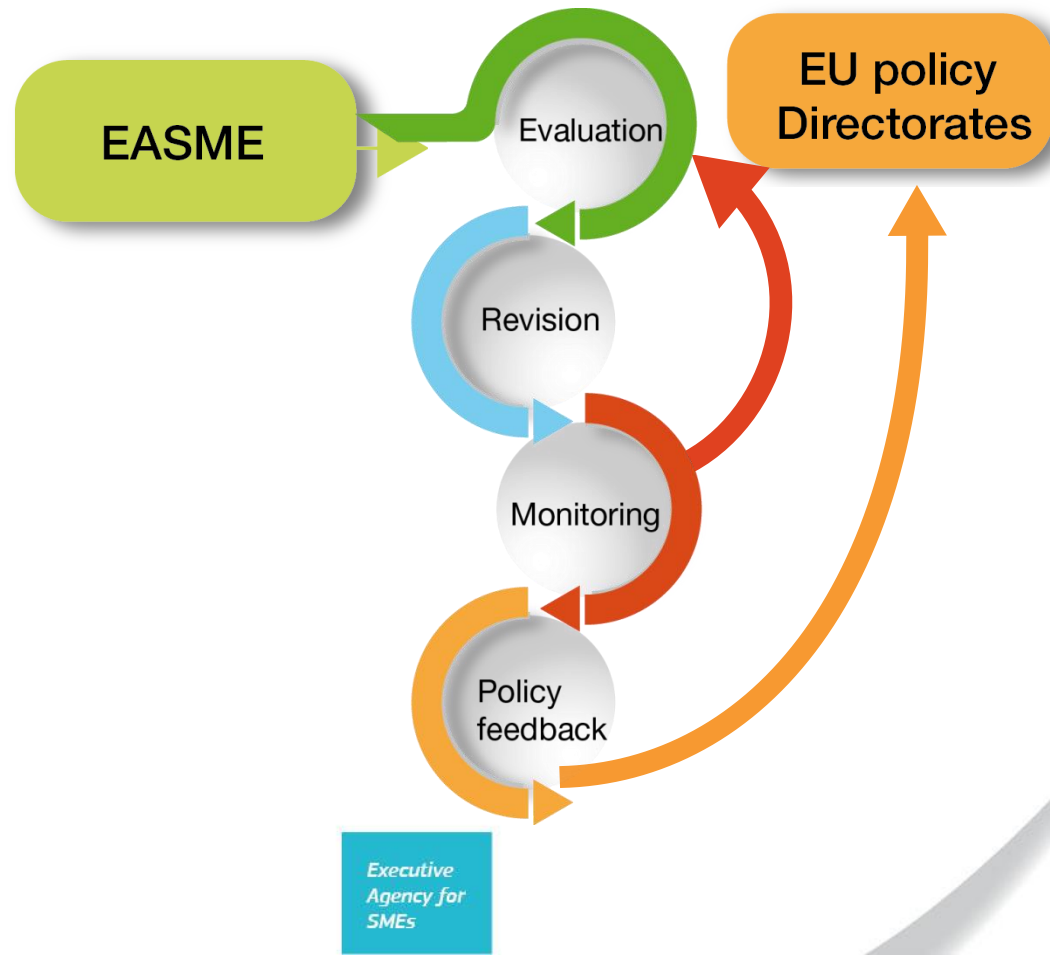 EASME
Evaluation
EU policy
Directorates
Revision
Monitoring
Policy
feedback
Executive
Agency for
SMEs